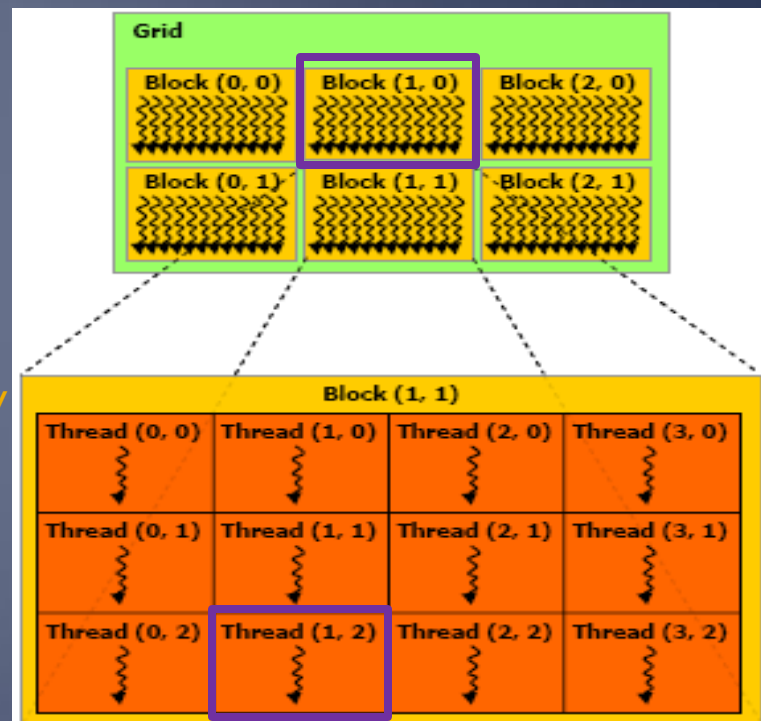 Grid
Block (0, 0) Block (1, 0) Block (2, 0)
Block (0, 1) Block (1, 1) Block (2, 1)
Block (1, 1)
Thread (0, 0) Thread (1, 0) Thread (2, 0) Thread (3, 0)
Thread (0, 1) Thread (1, 1) Thread (2, 1) Thread (3, 1)
Thread (0, 2) Thread (1, 2) Thread (2, 2) Thread (3, 2)